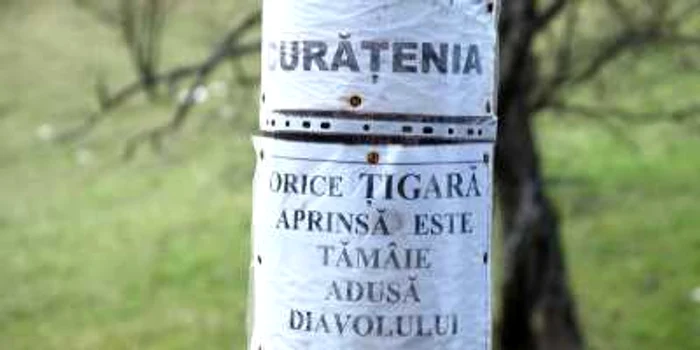 CURĂȚENIA
ORICE ȚIGARĂ
APRINSĂ ESTE
TĂMÂIE
ADUSĂ
DIAVOLULUI